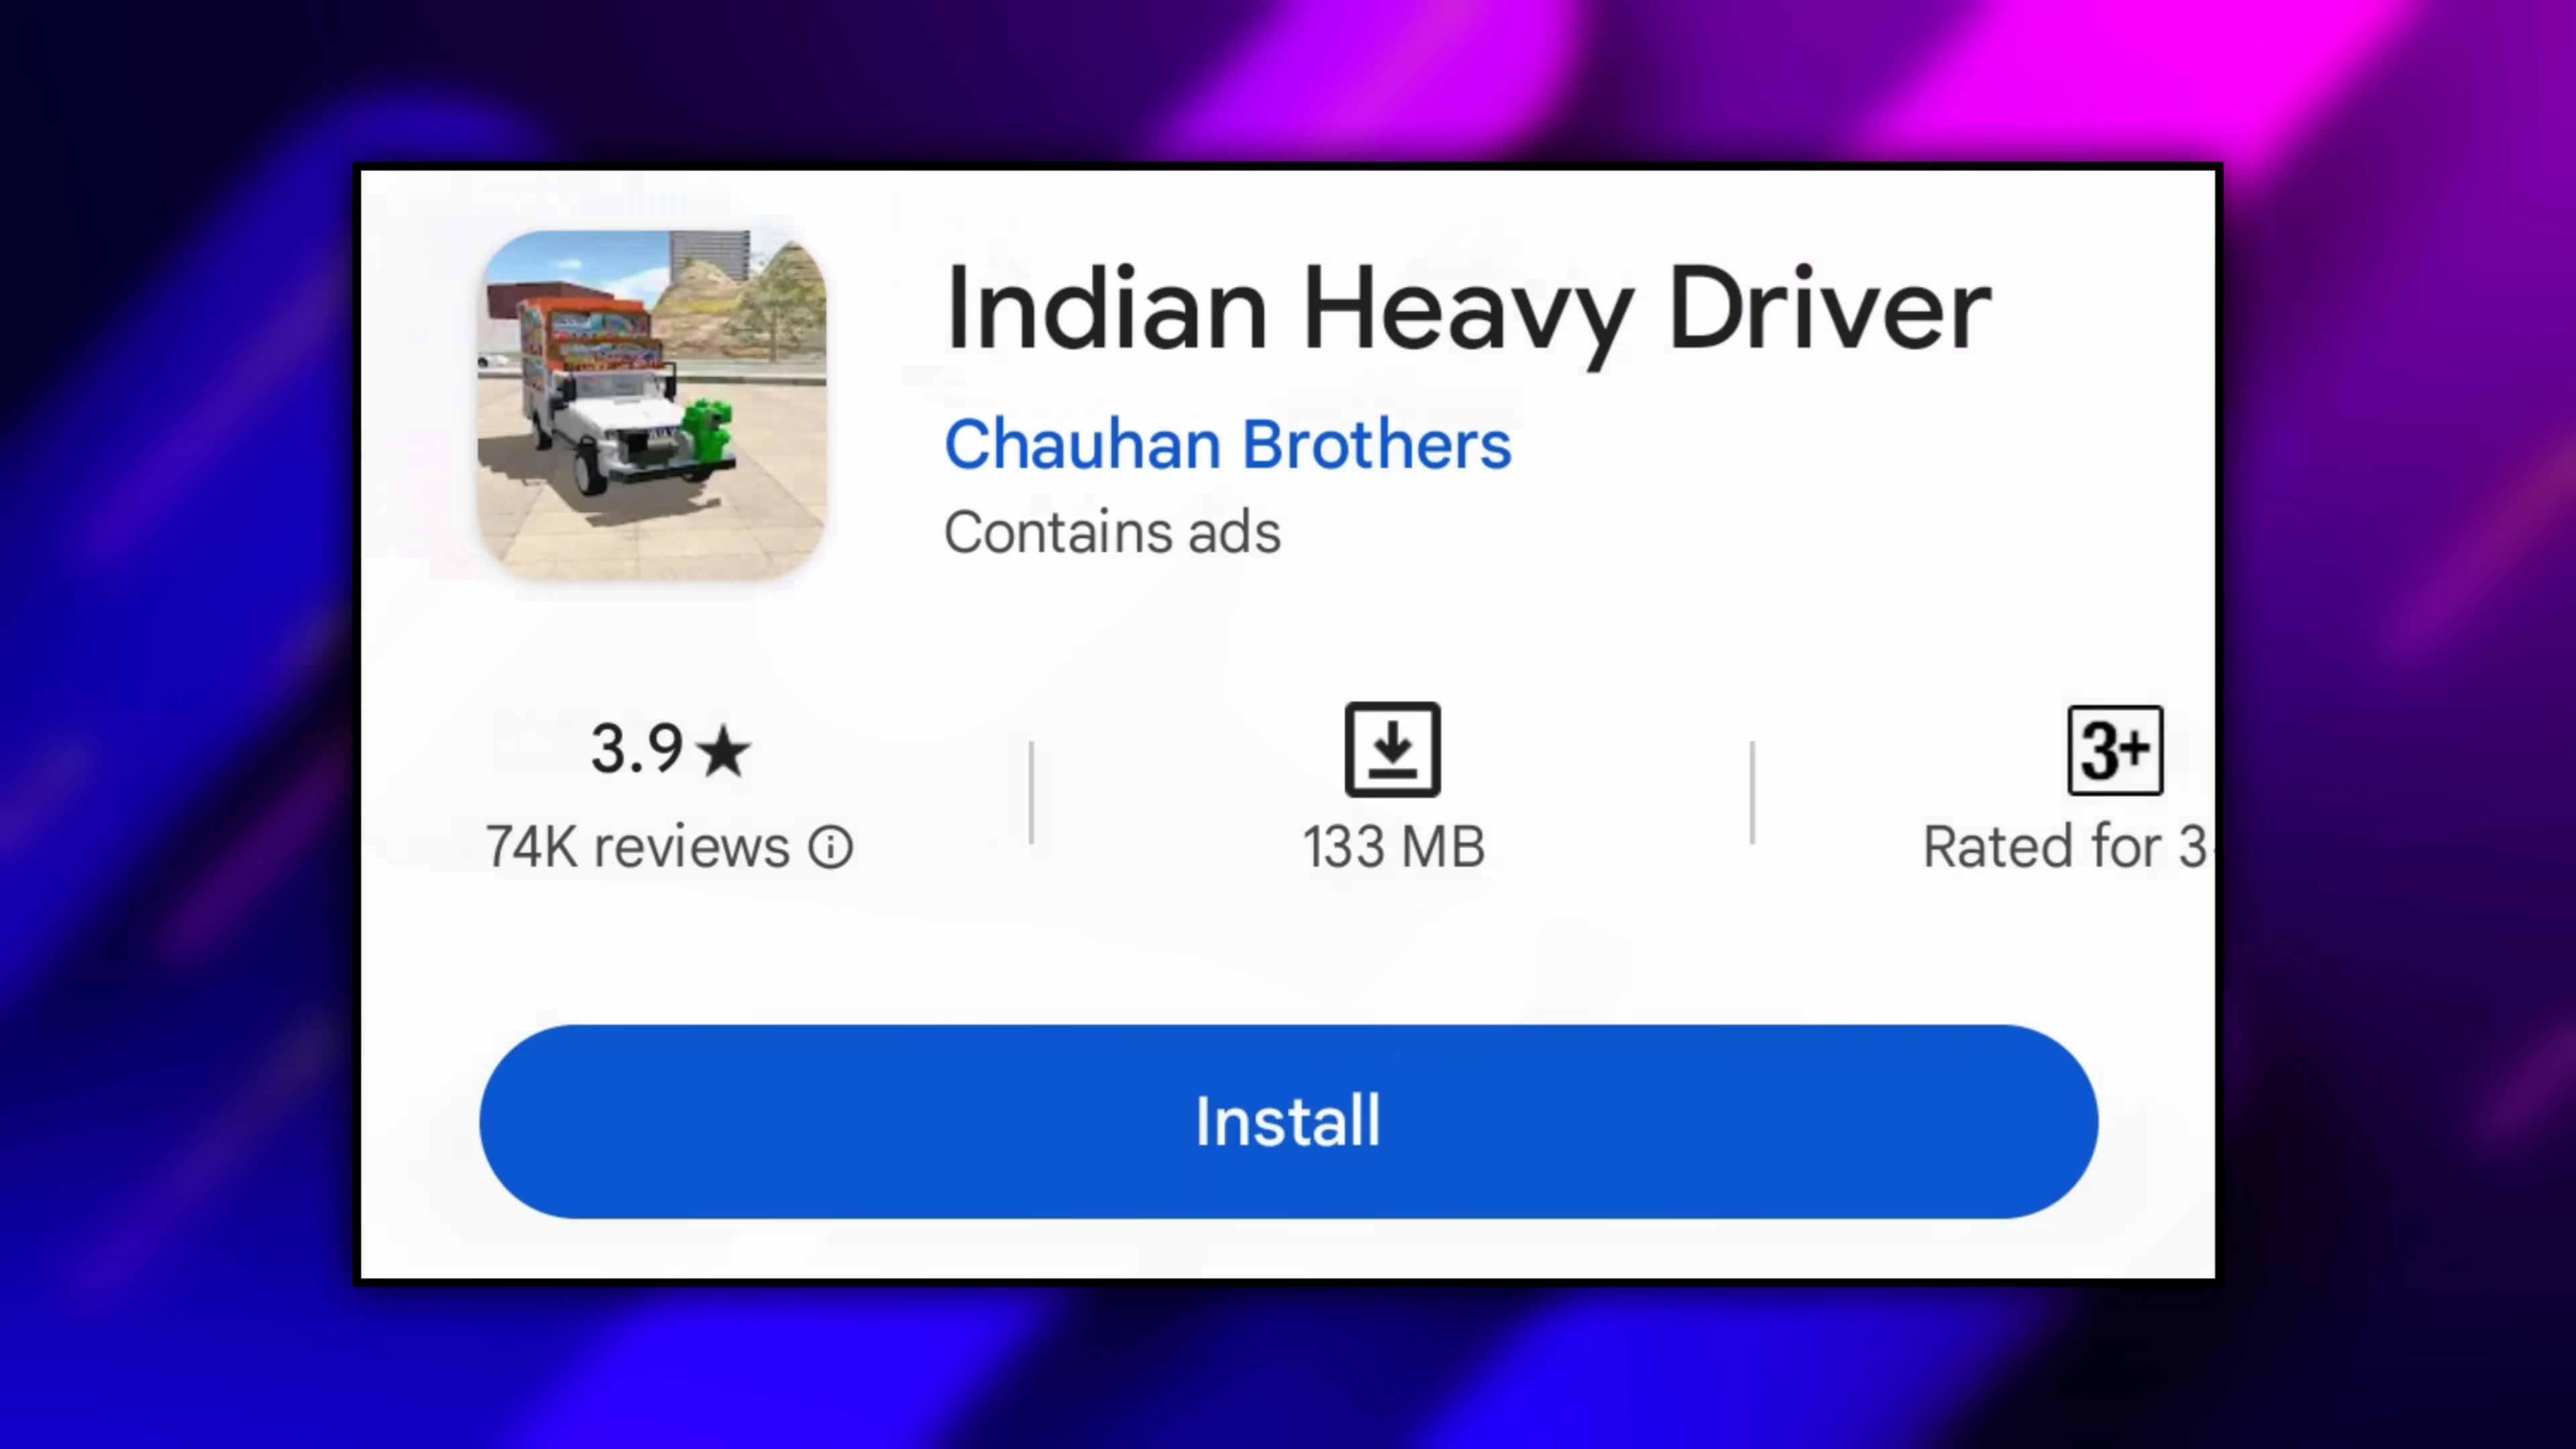 Indian Heavy Driver
Chauhan Brothers
Contains ads
3.9★
74K reviews
133 MB
3+
Rated for 3
Install